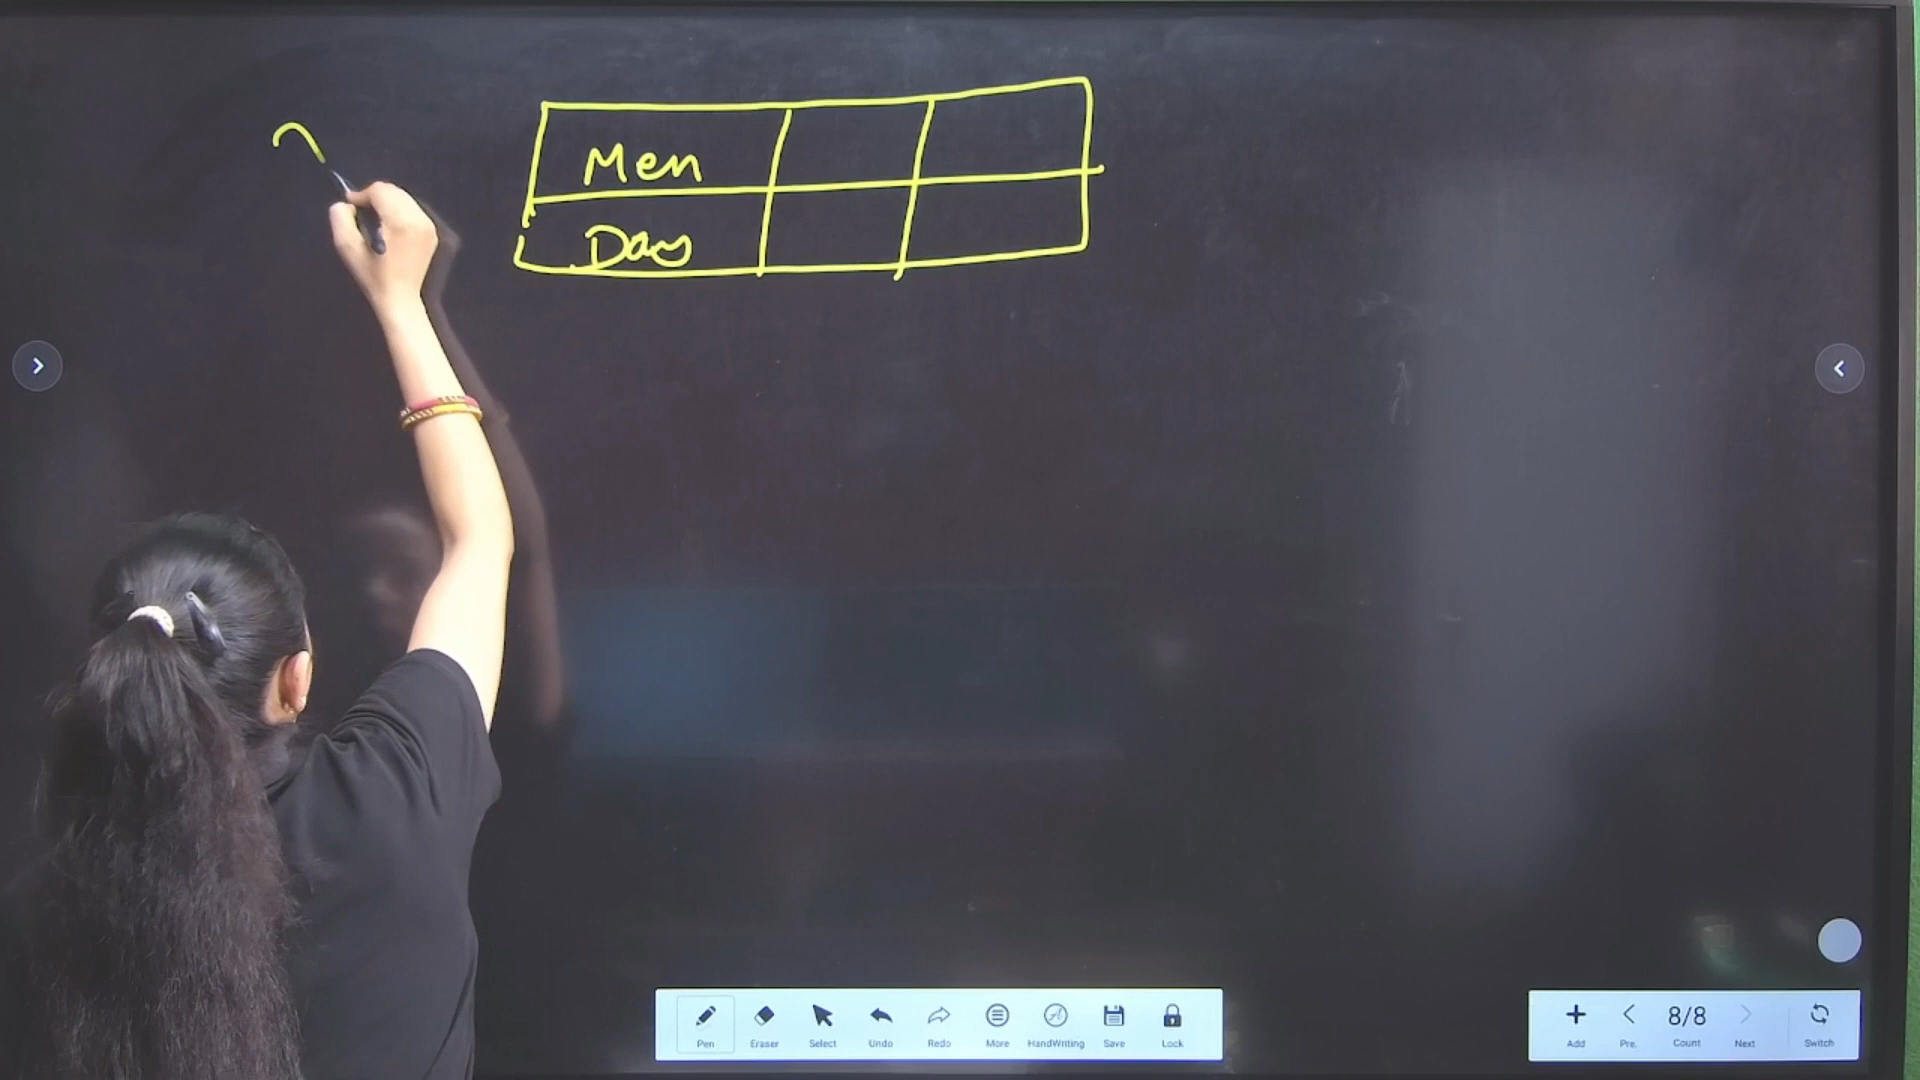 Men
Day
Pen Eraser Select Undo Redo More HandWriting Save Lock
8/8
Add Pre. Count Next Switch